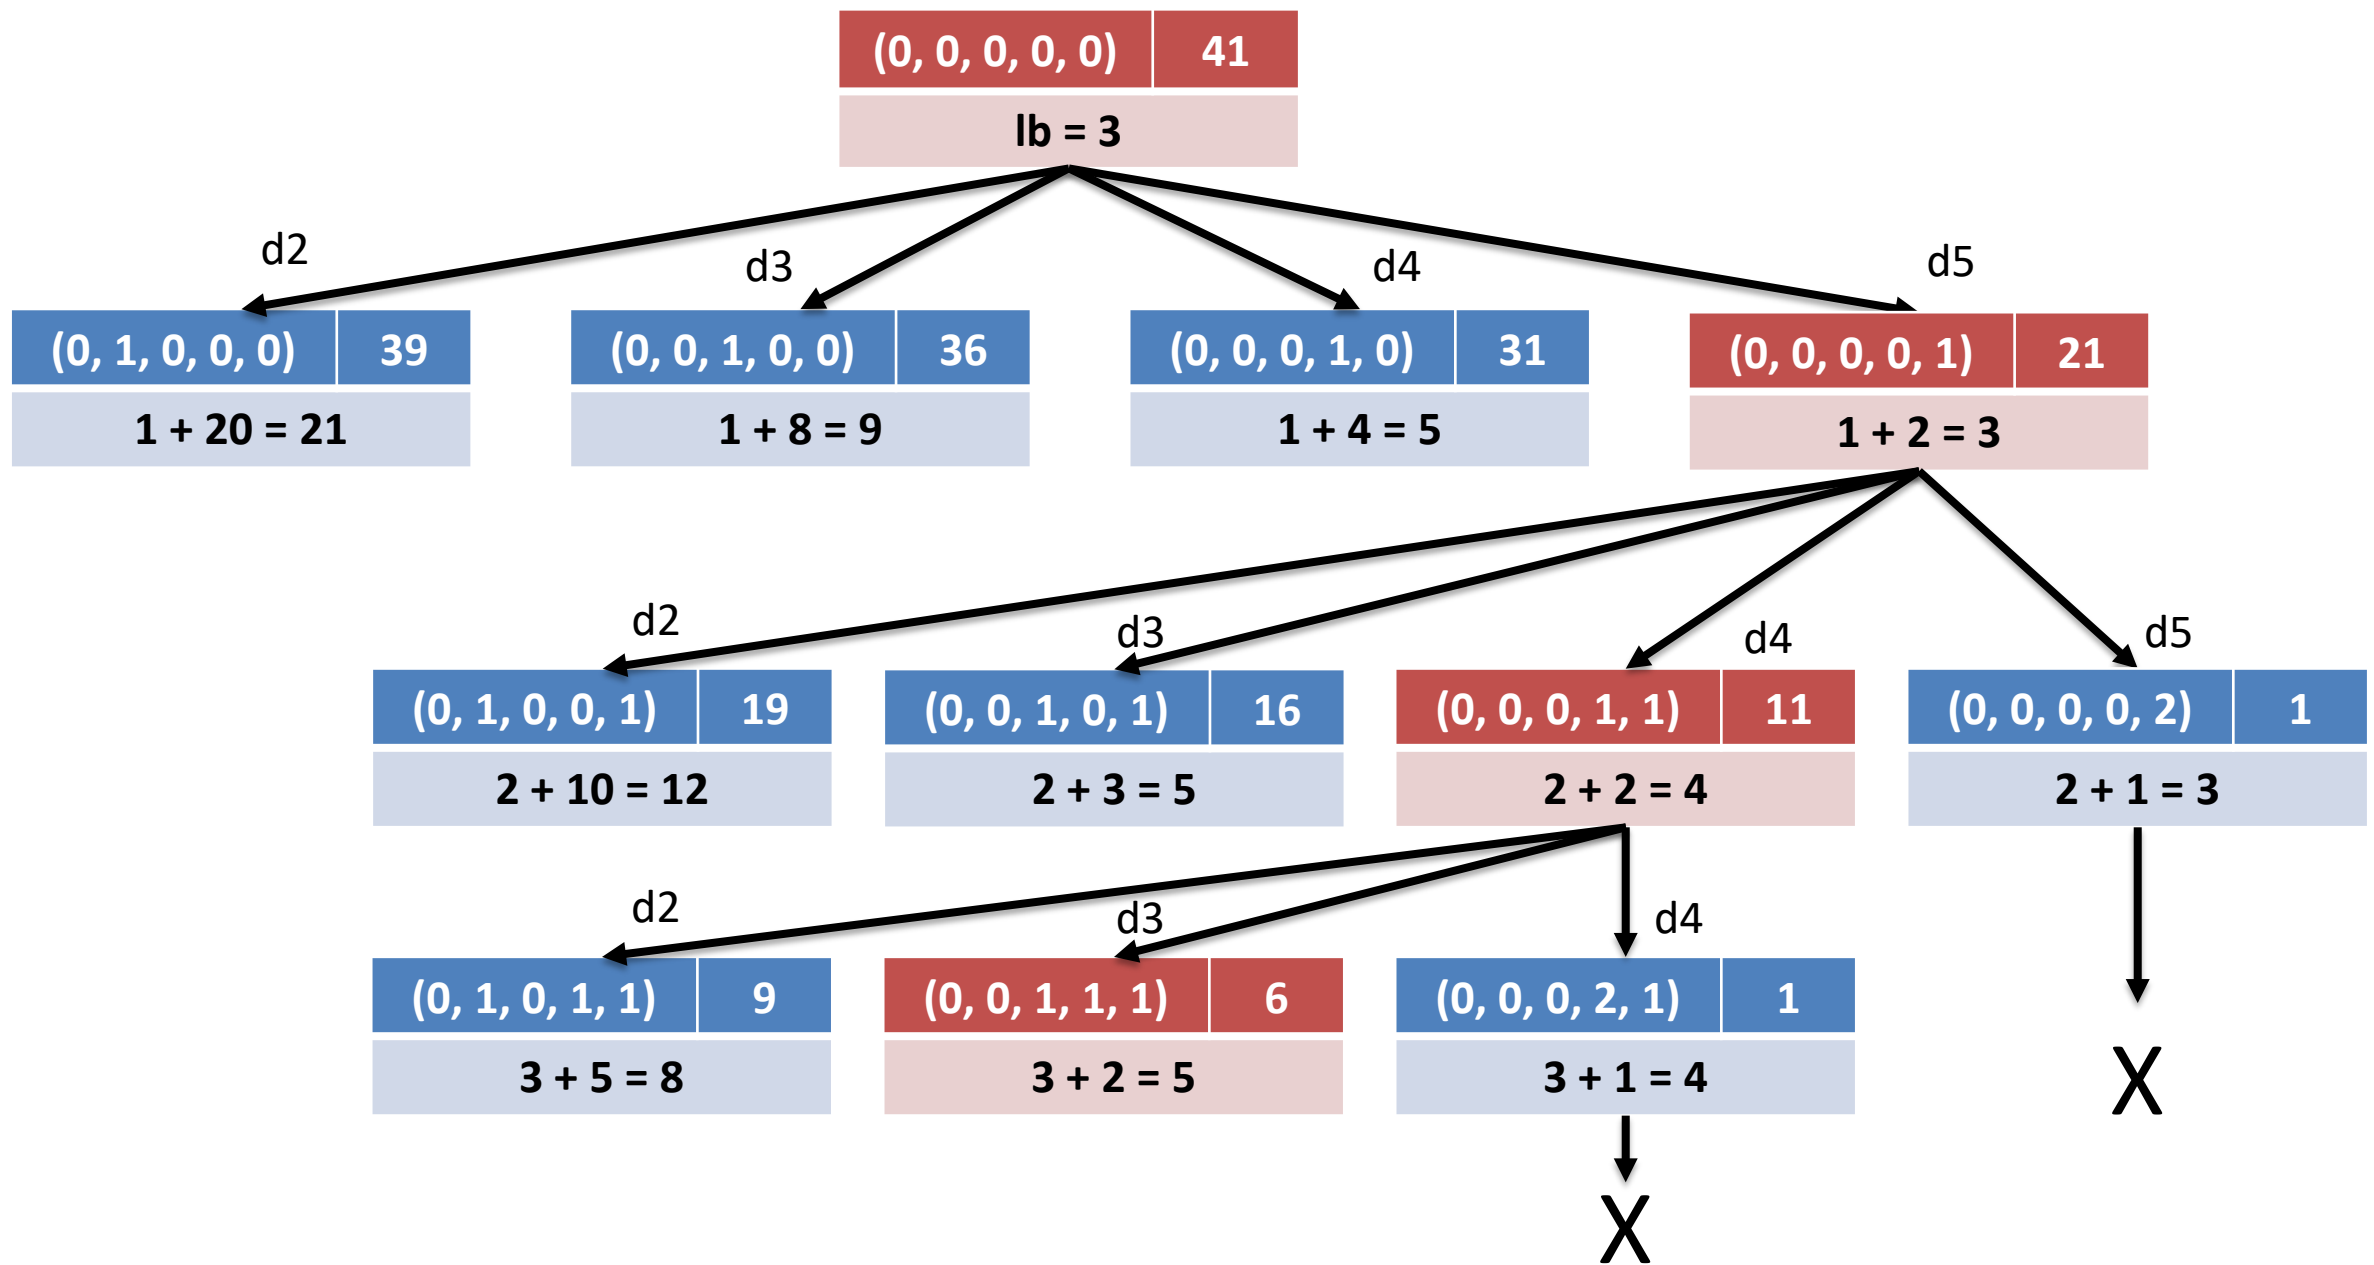 (0, 0, 0, 0, 0) 41
lb = 3
d2
d3
d4
d5
(0, 1, 0, 0, 0) 39
1 + 20 = 21
(0, 0, 1, 0, 0) 36
1 + 8 = 9
(0, 0, 0, 1, 0) 31
1 + 4 = 5
(0, 0, 0, 0, 1) 21
1 + 2 = 3
d2
d3
d4
d5
(0, 1, 0, 0, 1) 19
2 + 10 = 12
(0, 0, 1, 0, 1) 16
2 + 3 = 5
(0, 0, 0, 1, 1) 11
2 + 2 = 4
(0, 0, 0, 0, 2) 1
2 + 1 = 3
d2
d3
d4
(0, 1, 0, 1, 1) 9
3 + 5 = 8
(0, 0, 1, 1, 1) 6
3 + 2 = 5
(0, 0, 0, 2, 1) 1
3 + 1 = 4
X
X